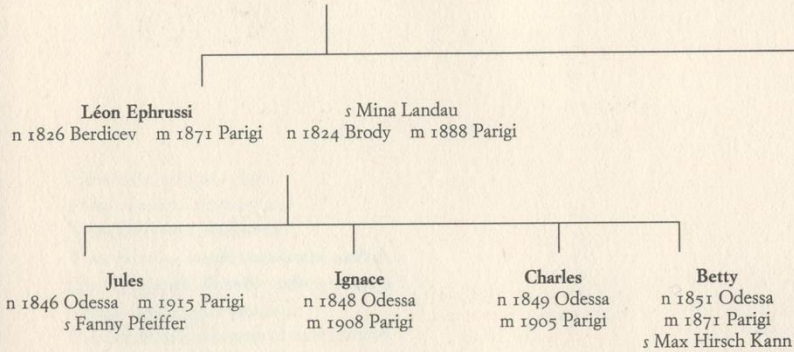 Léon Ephrussi
n 1826 Berdicev m 1871 Parigi
s Mina Landau
n 1824 Brody m 1888 Parigi
Jules
n 1846 Odessa m 1915 Parigi
s Fanny Pfeiffer
Ignace
n 1848 Odessa
m 1908 Parigi
Charles
n 1849 Odessa
m 1905 Parigi
Betty
n 1851 Odessa
m 1871 Parigi
s Max Hirsch Kann